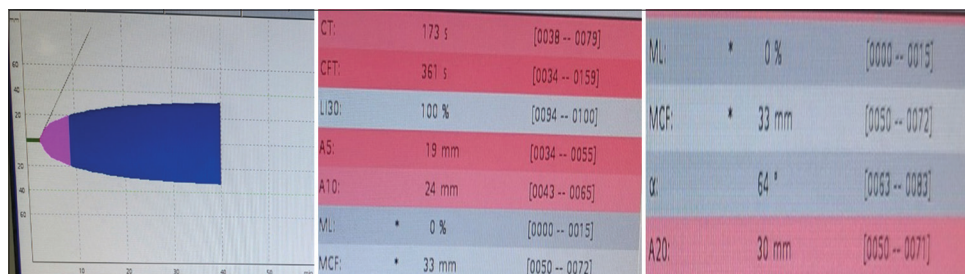 60
40
20
20
40
60
10
20
30
40
50
CT: 173 s [0038 -- 0079]
CFT: 361 s [0034 -- 0159]
LI30: 100 % [0094 -- 0100]
A5: 19 mm [0034 -- 0055]
A10: 24 mm [0043 -- 0065]
ML: * 0 % [0000 -- 0015]
MCF: * 33 mm [0050 -- 0072]
ML: * 0 % [0000 -- 0015]
MCF: * 33 mm [0050 -- 0072]
α: 64 ° [0063 -- 0083]
A20: 30 mm [0050 -- 0071]